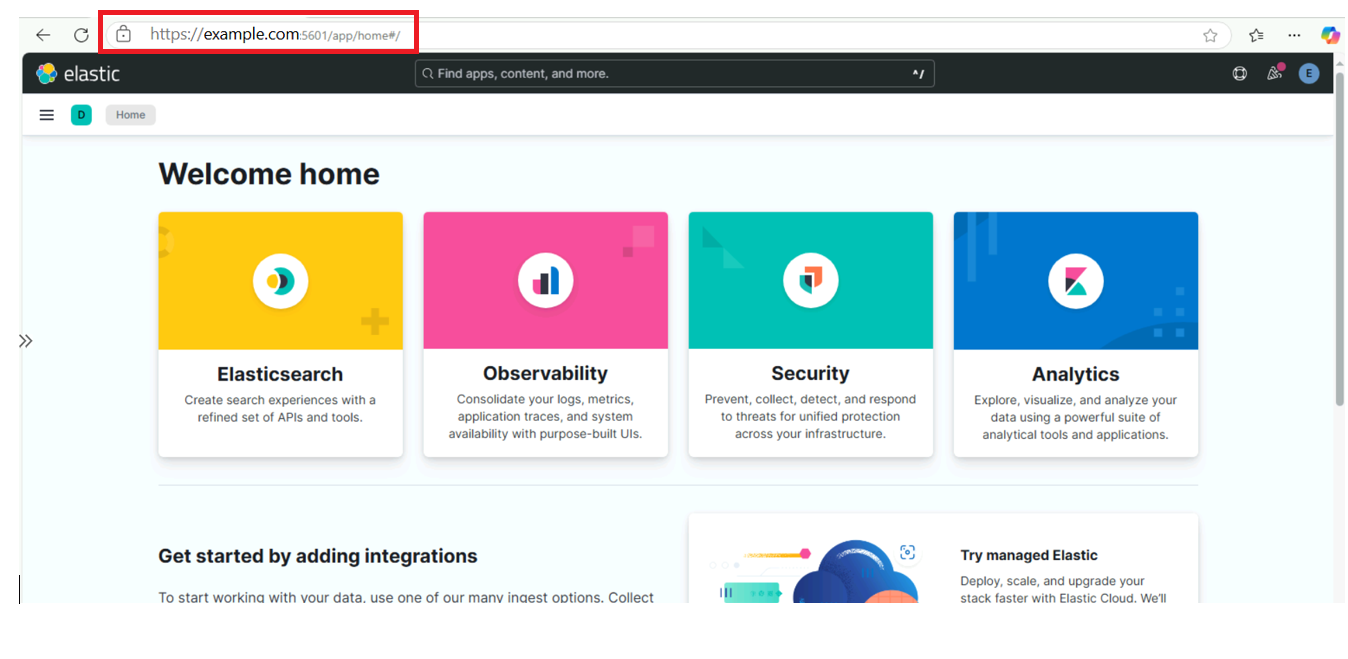 https://example.com:5601/app/home#/
elastic
Find apps, content, and more.
^/
E
D
Home
Welcome home
Elasticsearch
Create search experiences with a
refined set of APIs and tools.
Observability
Consolidate your logs, metrics,
application traces, and system
availability with purpose-built UIs.
Security
Prevent, collect, detect, and respond
to threats for unified protection
across your infrastructure.
Analytics
Explore, visualize, and analyze your
data using a powerful suite of
analytical tools and applications.
Get started by adding integrations
To start working with your data, use one of our many ingest options. Collect
Try managed Elastic
Deploy, scale, and upgrade your
stack faster with Elastic Cloud. We'll